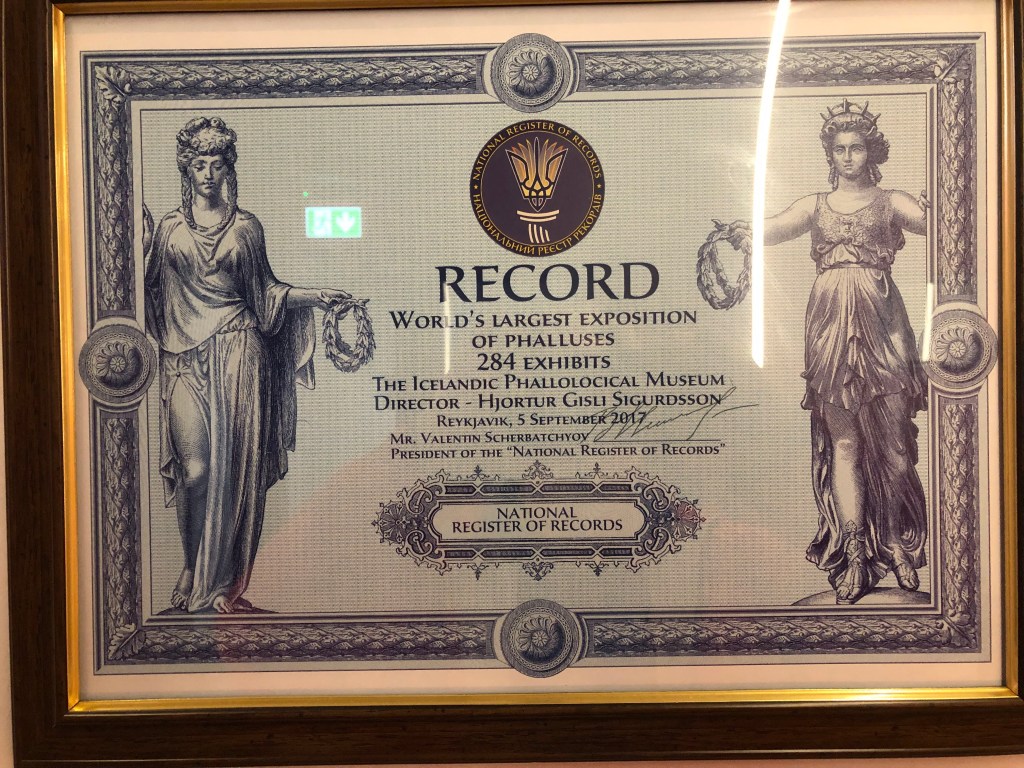 NATIONAL REGISTER OF RECORDS
НАЦІОНАЛЬНИЙ РЕЄСТР РЕКОРДІВ
RECORD
WORLD'S LARGEST EXPOSITION
OF PHALLUSES
284 EXHIBITS
THE ICELANDIC PHALLOLOCICAL MUSEUM
DIRECTOR - HJORTUR GISLI SIGURDSSON
REYKJAVIK, 5 SEPTEMBER 2017
MR. VALENTIN SCHERBATCHYOV
PRESIDENT OF THE "NATIONAL REGISTER OF RECORDS"
NATIONAL
REGISTER OF RECORDS